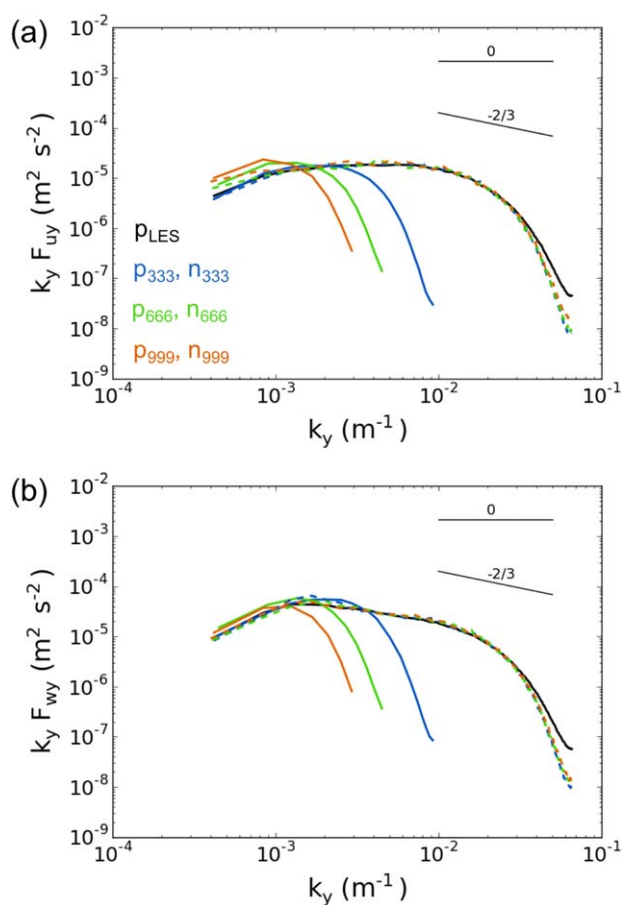 (a)
10⁻²
10⁻³
10⁻⁴
10⁻⁵
10⁻⁶
10⁻⁷
10⁻⁸
10⁻⁹
k_y F_uy (m² s⁻²)
0
-2/3
p_LES
p_333, n_333
p_666, n_666
p_999, n_999
10⁻⁴ 10⁻³ 10⁻² 10⁻¹
k_y (m⁻¹)
(b)
10⁻²
10⁻³
10⁻⁴
10⁻⁵
10⁻⁶
10⁻⁷
10⁻⁸
10⁻⁹
k_y F_wy (m² s⁻²)
0
-2/3
10⁻⁴ 10⁻³ 10⁻² 10⁻¹
k_y (m⁻¹)